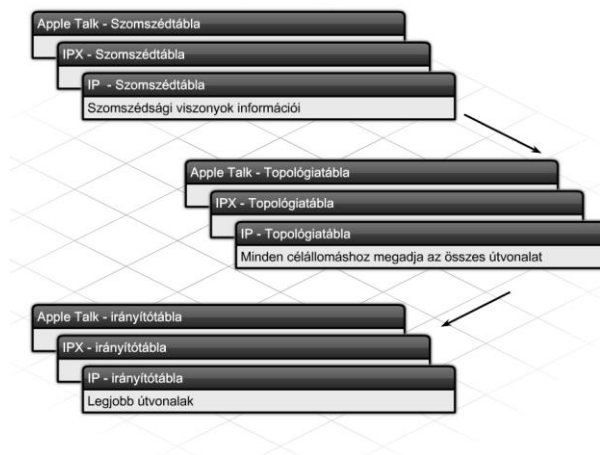 Apple Talk - Szomszédtábla
IPX - Szomszédtábla
IP - Szomszédtábla
Szomszédsági viszonyok információi
Apple Talk - Topológiatábla
IPX - Topológiatábla
IP - Topológiatábla
Minden célállomáshoz megadja az összes útvonalat
Apple Talk - irányítótábla
IPX - irányítótábla
IP - irányítótábla
Legjobb útvonalak